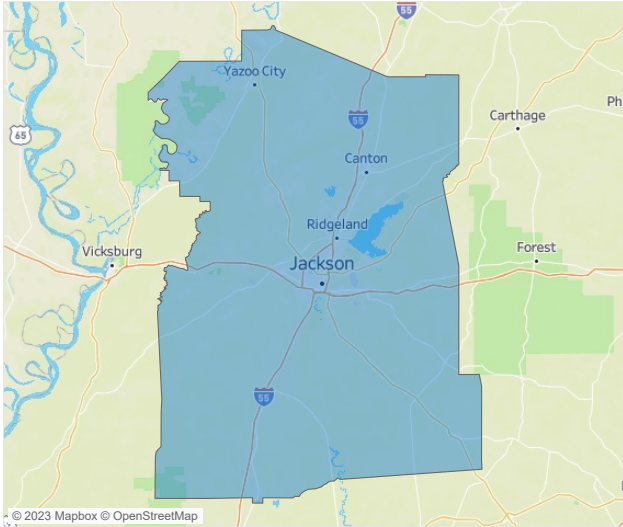 55
Yazoo City
65
55
Carthage
Ph
Canton
Ridgeland
Vicksburg
Forest
Jackson
55
© 2023 Mapbox © OpenStreetMap